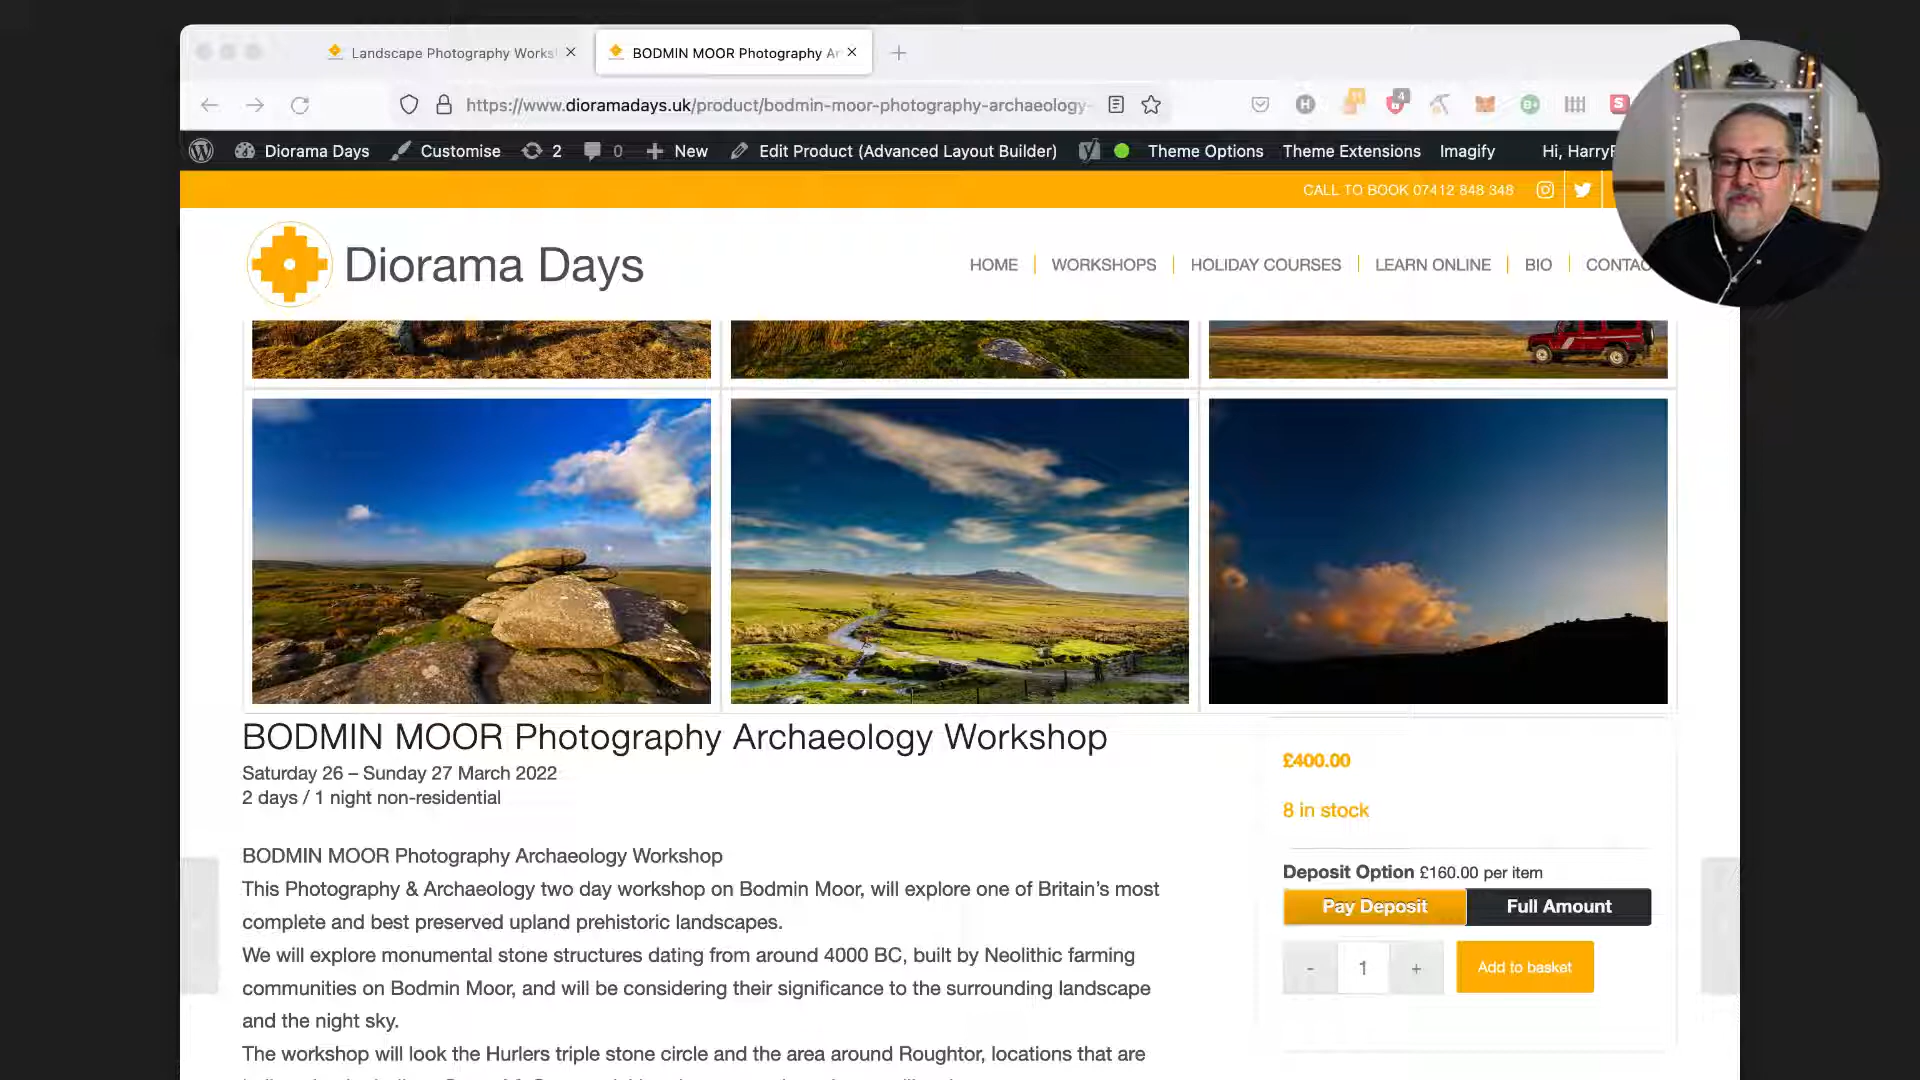 Landscape Photography Works
BODMIN MOOR Photography Ar
https://www.dioramadays.uk/product/bodmin-moor-photography-archaeology-
4
Diorama Days
Customise
2
0
New
Edit Product (Advanced Layout Builder)
Theme Options
Theme Extensions
Imagify
Hi, HarryF
CALL TO BOOK 07412 848 348
Diorama Days
HOME
WORKSHOPS
HOLIDAY COURSES
LEARN ONLINE
BIO
CONTAC
BODMIN MOOR Photography Archaeology Workshop
Saturday 26 – Sunday 27 March 2022
2 days / 1 night non-residential
BODMIN MOOR Photography Archaeology Workshop
This Photography & Archaeology two day workshop on Bodmin Moor, will explore one of Britain’s most
complete and best preserved upland prehistoric landscapes.
We will explore monumental stone structures dating from around 4000 BC, built by Neolithic farming
communities on Bodmin Moor, and will be considering their significance to the surrounding landscape
and the night sky.
The workshop will look the Hurlers triple stone circle and the area around Roughtor, locations that are
£400.00
8 in stock
Deposit Option £160.00 per item
Pay Deposit
Full Amount
- 1 +
Add to basket